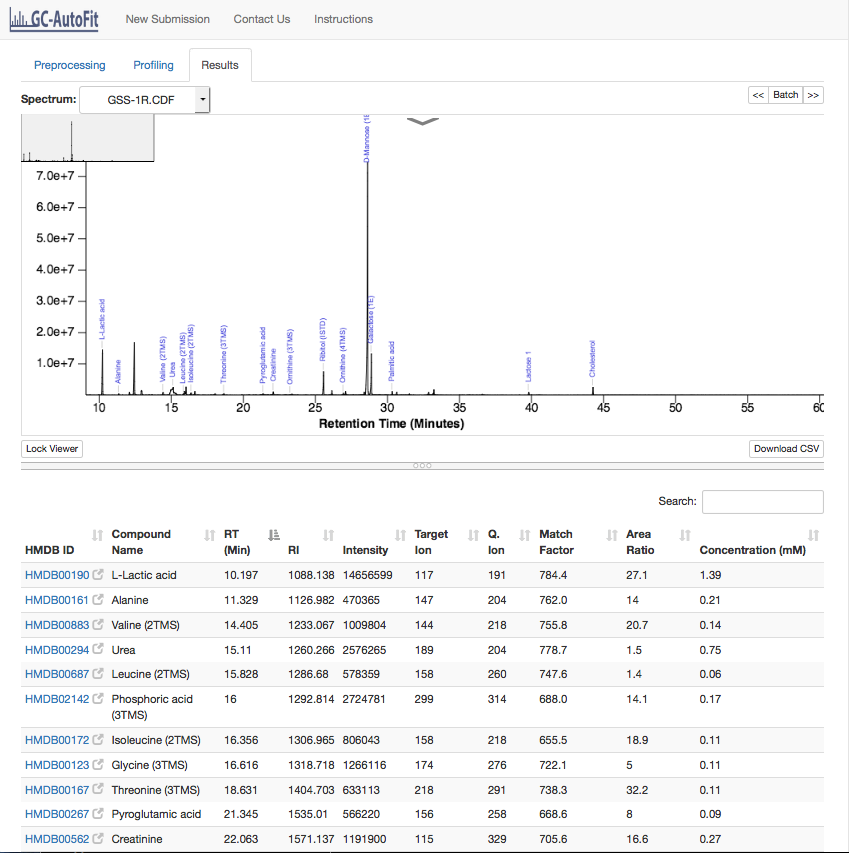 GC-AutoFit New Submission Contact Us Instructions
Preprocessing Profiling Results
Spectrum: GSS-1R.CDF << Batch >>
D-Mannose (1E
7.0e+7
6.0e+7
5.0e+7
4.0e+7
3.0e+7
2.0e+7
1.0e+7
L-Lactic acid
Alanine
Valine (2TMS)
Urea
Leucine (2TMS)
Isoleucine (2TMS)
Threonine (3TMS)
Pyroglutamic acid
Creatinine
Ornithine (3TMS)
Ribitol (ISTD)
Ornithine (4TMS)
Galactose (1E)
Palmitic acid
Lactose 1
Cholesterol
10 15 20 25 30 35 40 45 50 55 60
Retention Time (Minutes)
Lock Viewer Download CSV
Search:
HMDB ID Compound Name RT (Min) RI Intensity Target Ion Q. Ion Match Factor Area Ratio Concentration (mM)
HMDB00190 L-Lactic acid 10.197 1088.138 14656599 117 191 784.4 27.1 1.39
HMDB00161 Alanine 11.329 1126.982 470365 147 204 762.0 14 0.21
HMDB00883 Valine (2TMS) 14.405 1233.067 1009804 144 218 755.8 20.7 0.14
HMDB00294 Urea 15.11 1260.266 2576265 189 204 778.7 1.5 0.75
HMDB00687 Leucine (2TMS) 15.828 1286.68 578359 158 260 747.6 1.4 0.06
HMDB02142 Phosphoric acid (3TMS) 16 1292.814 2724781 299 314 688.0 14.1 0.17
HMDB00172 Isoleucine (2TMS) 16.356 1306.965 806043 158 218 655.5 18.9 0.11
HMDB00123 Glycine (3TMS) 16.616 1318.718 1266116 174 276 722.1 5 0.11
HMDB00167 Threonine (3TMS) 18.631 1404.703 633113 218 291 738.3 32.2 0.11
HMDB00267 Pyroglutamic acid 21.345 1535.01 566220 156 258 668.6 8 0.09
HMDB00562 Creatinine 22.063 1571.137 1191900 115 329 705.6 16.6 0.27